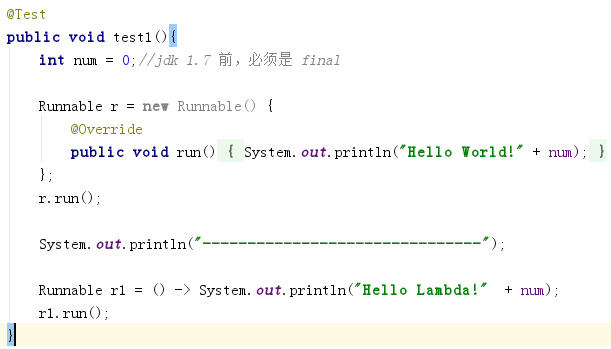 @Test
public void test1(){
    int num = 0;//jdk 1.7 前，必须是 final

    Runnable r = new Runnable() {
        @Override
        public void run() { System.out.println("Hello World!" + num); }
    };
    r.run();

    System.out.println("-------------------------------");

    Runnable r1 = () -> System.out.println("Hello Lambda!"  + num);
    r1.run();
}